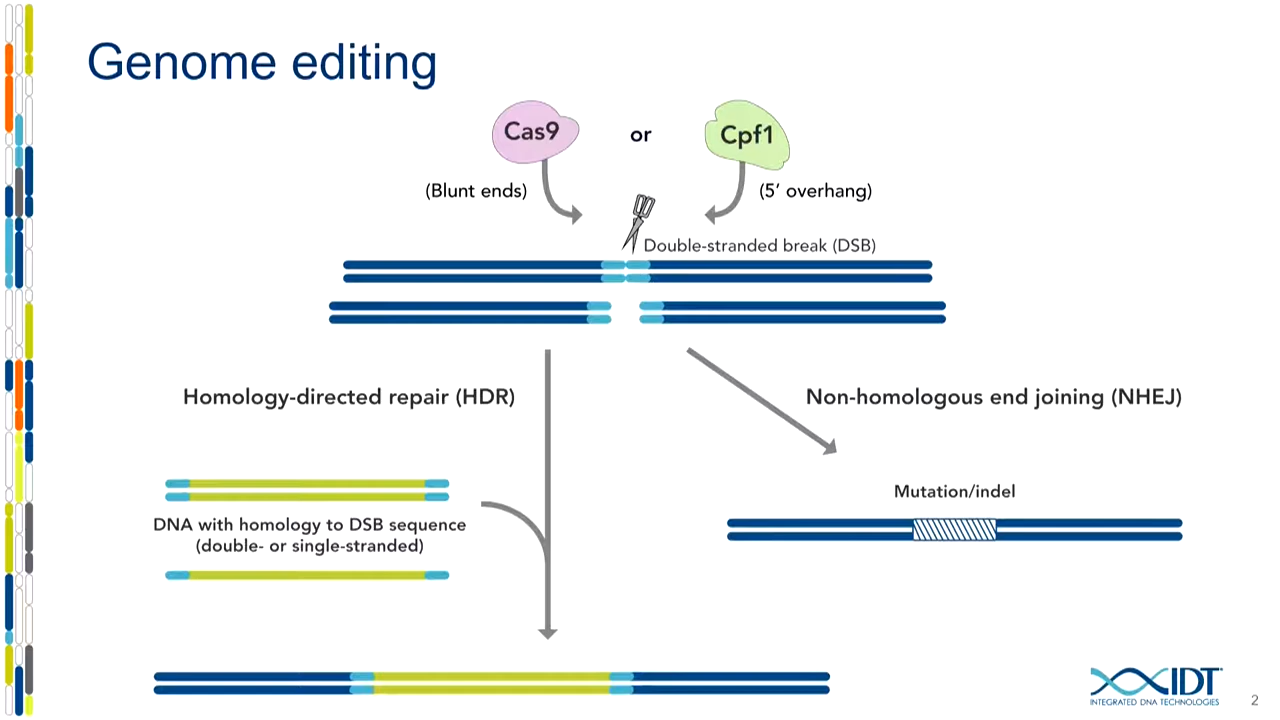 Genome editing
Cas9
or
Cpf1
(Blunt ends)
(5’ overhang)
Double-stranded break (DSB)
Homology-directed repair (HDR)
Non-homologous end joining (NHEJ)
Mutation/indel
DNA with homology to DSB sequence
(double- or single-stranded)
IDT
INTEGRATED DNA TECHNOLOGIES
2